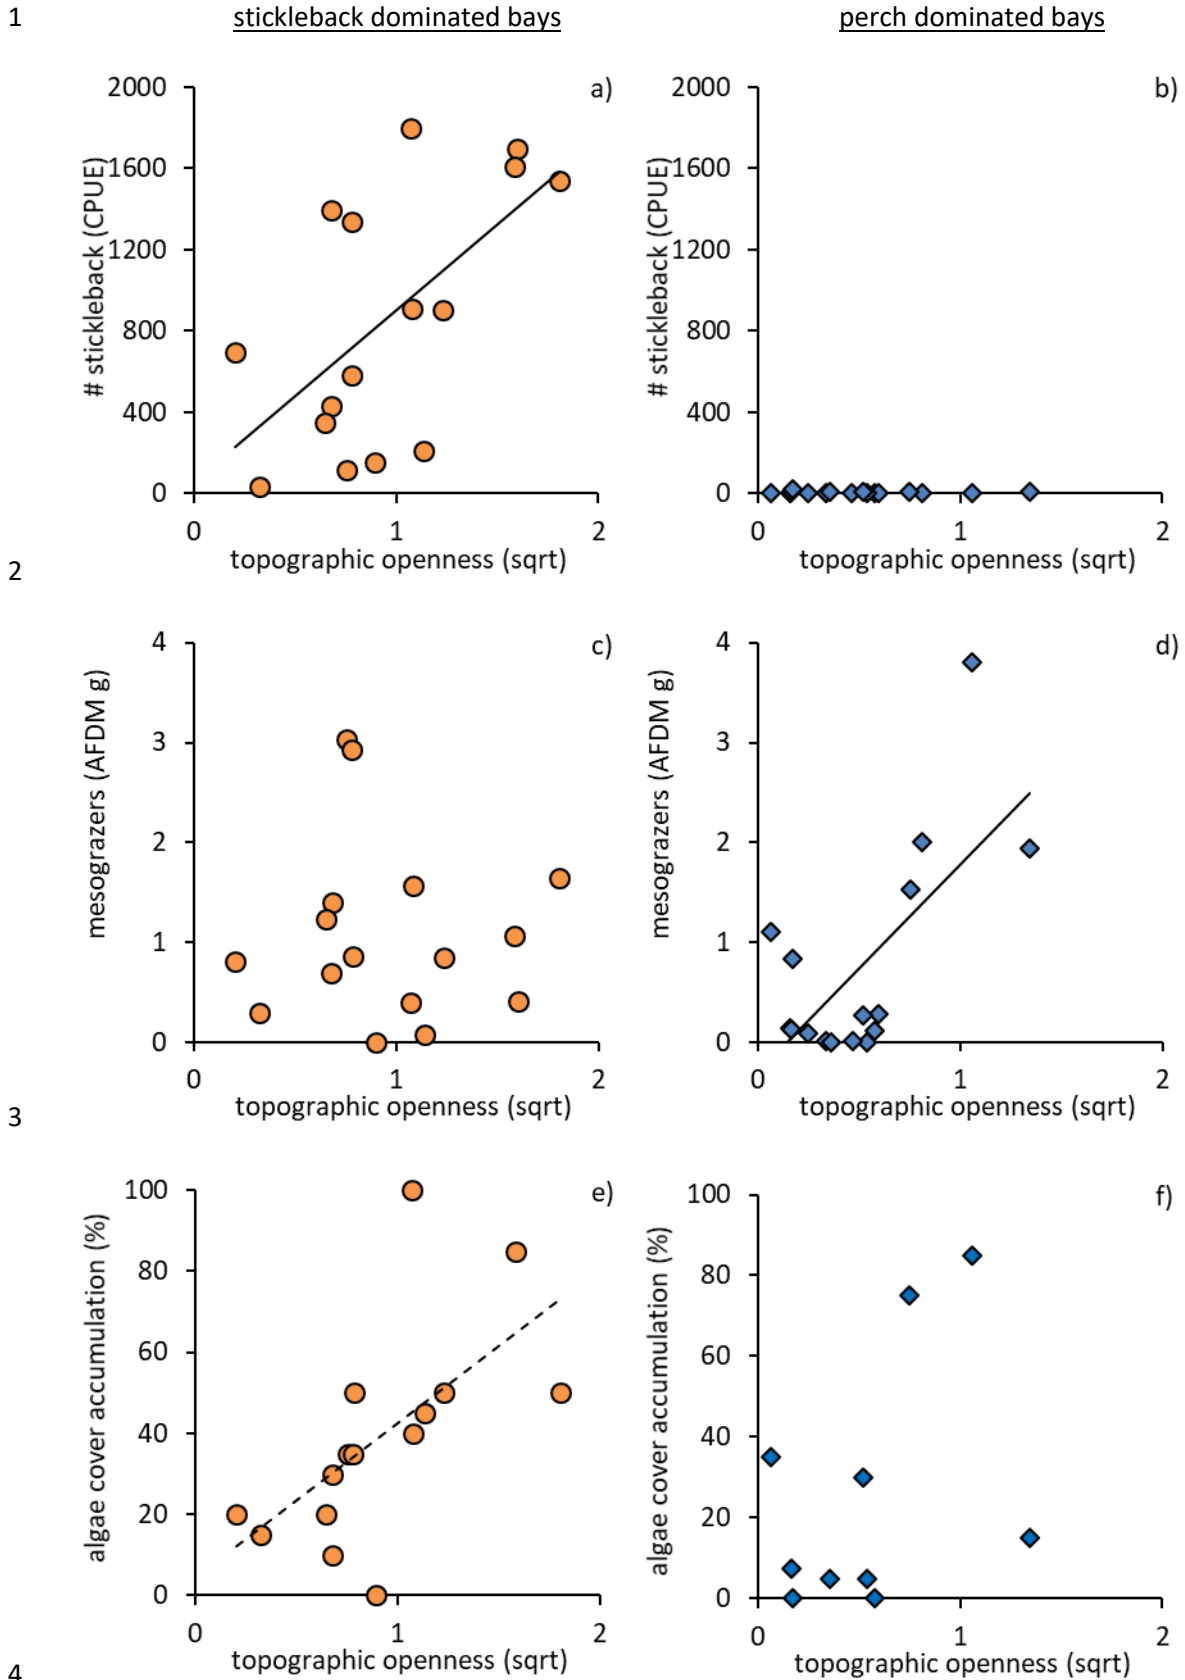 1
stickleback dominated bays
perch dominated bays
a)
2000
1600
1200
800
400
0
# stickleback (CPUE)
0 1 2
topographic openness (sqrt)
b)
2000
1600
1200
800
400
0
# stickleback (CPUE)
0 1 2
topographic openness (sqrt)
2
c)
4
3
2
1
0
mesograzers (AFDM g)
0 1 2
topographic openness (sqrt)
d)
4
3
2
1
0
mesograzers (AFDM g)
0 1 2
topographic openness (sqrt)
3
e)
100
80
60
40
20
0
algae cover accumulation (%)
0 1 2
topographic openness (sqrt)
f)
100
80
60
40
20
0
algae cover accumulation (%)
0 1 2
topographic openness (sqrt)
4